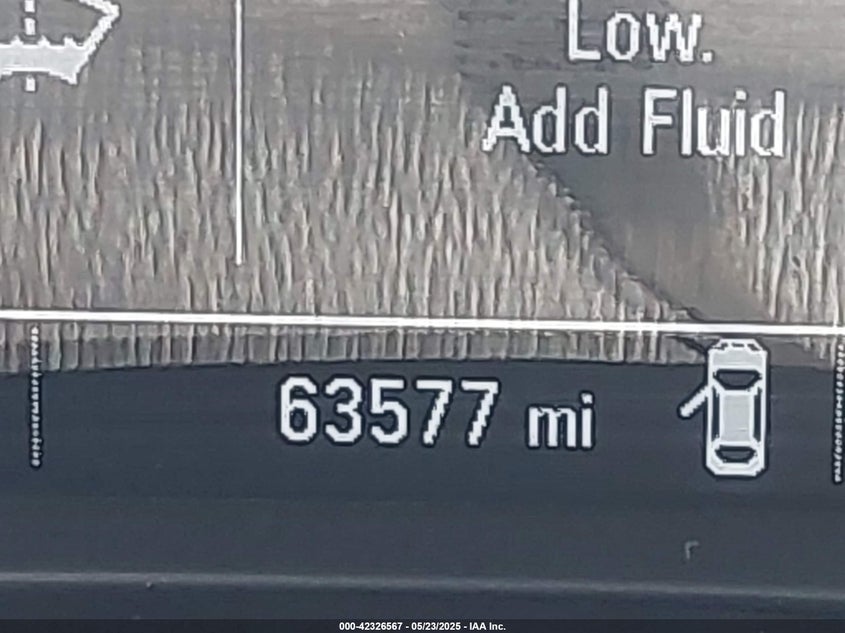 Low.
Add Fluid
63577 mi
000-42326567 - 05/23/2025 - IAA Inc.